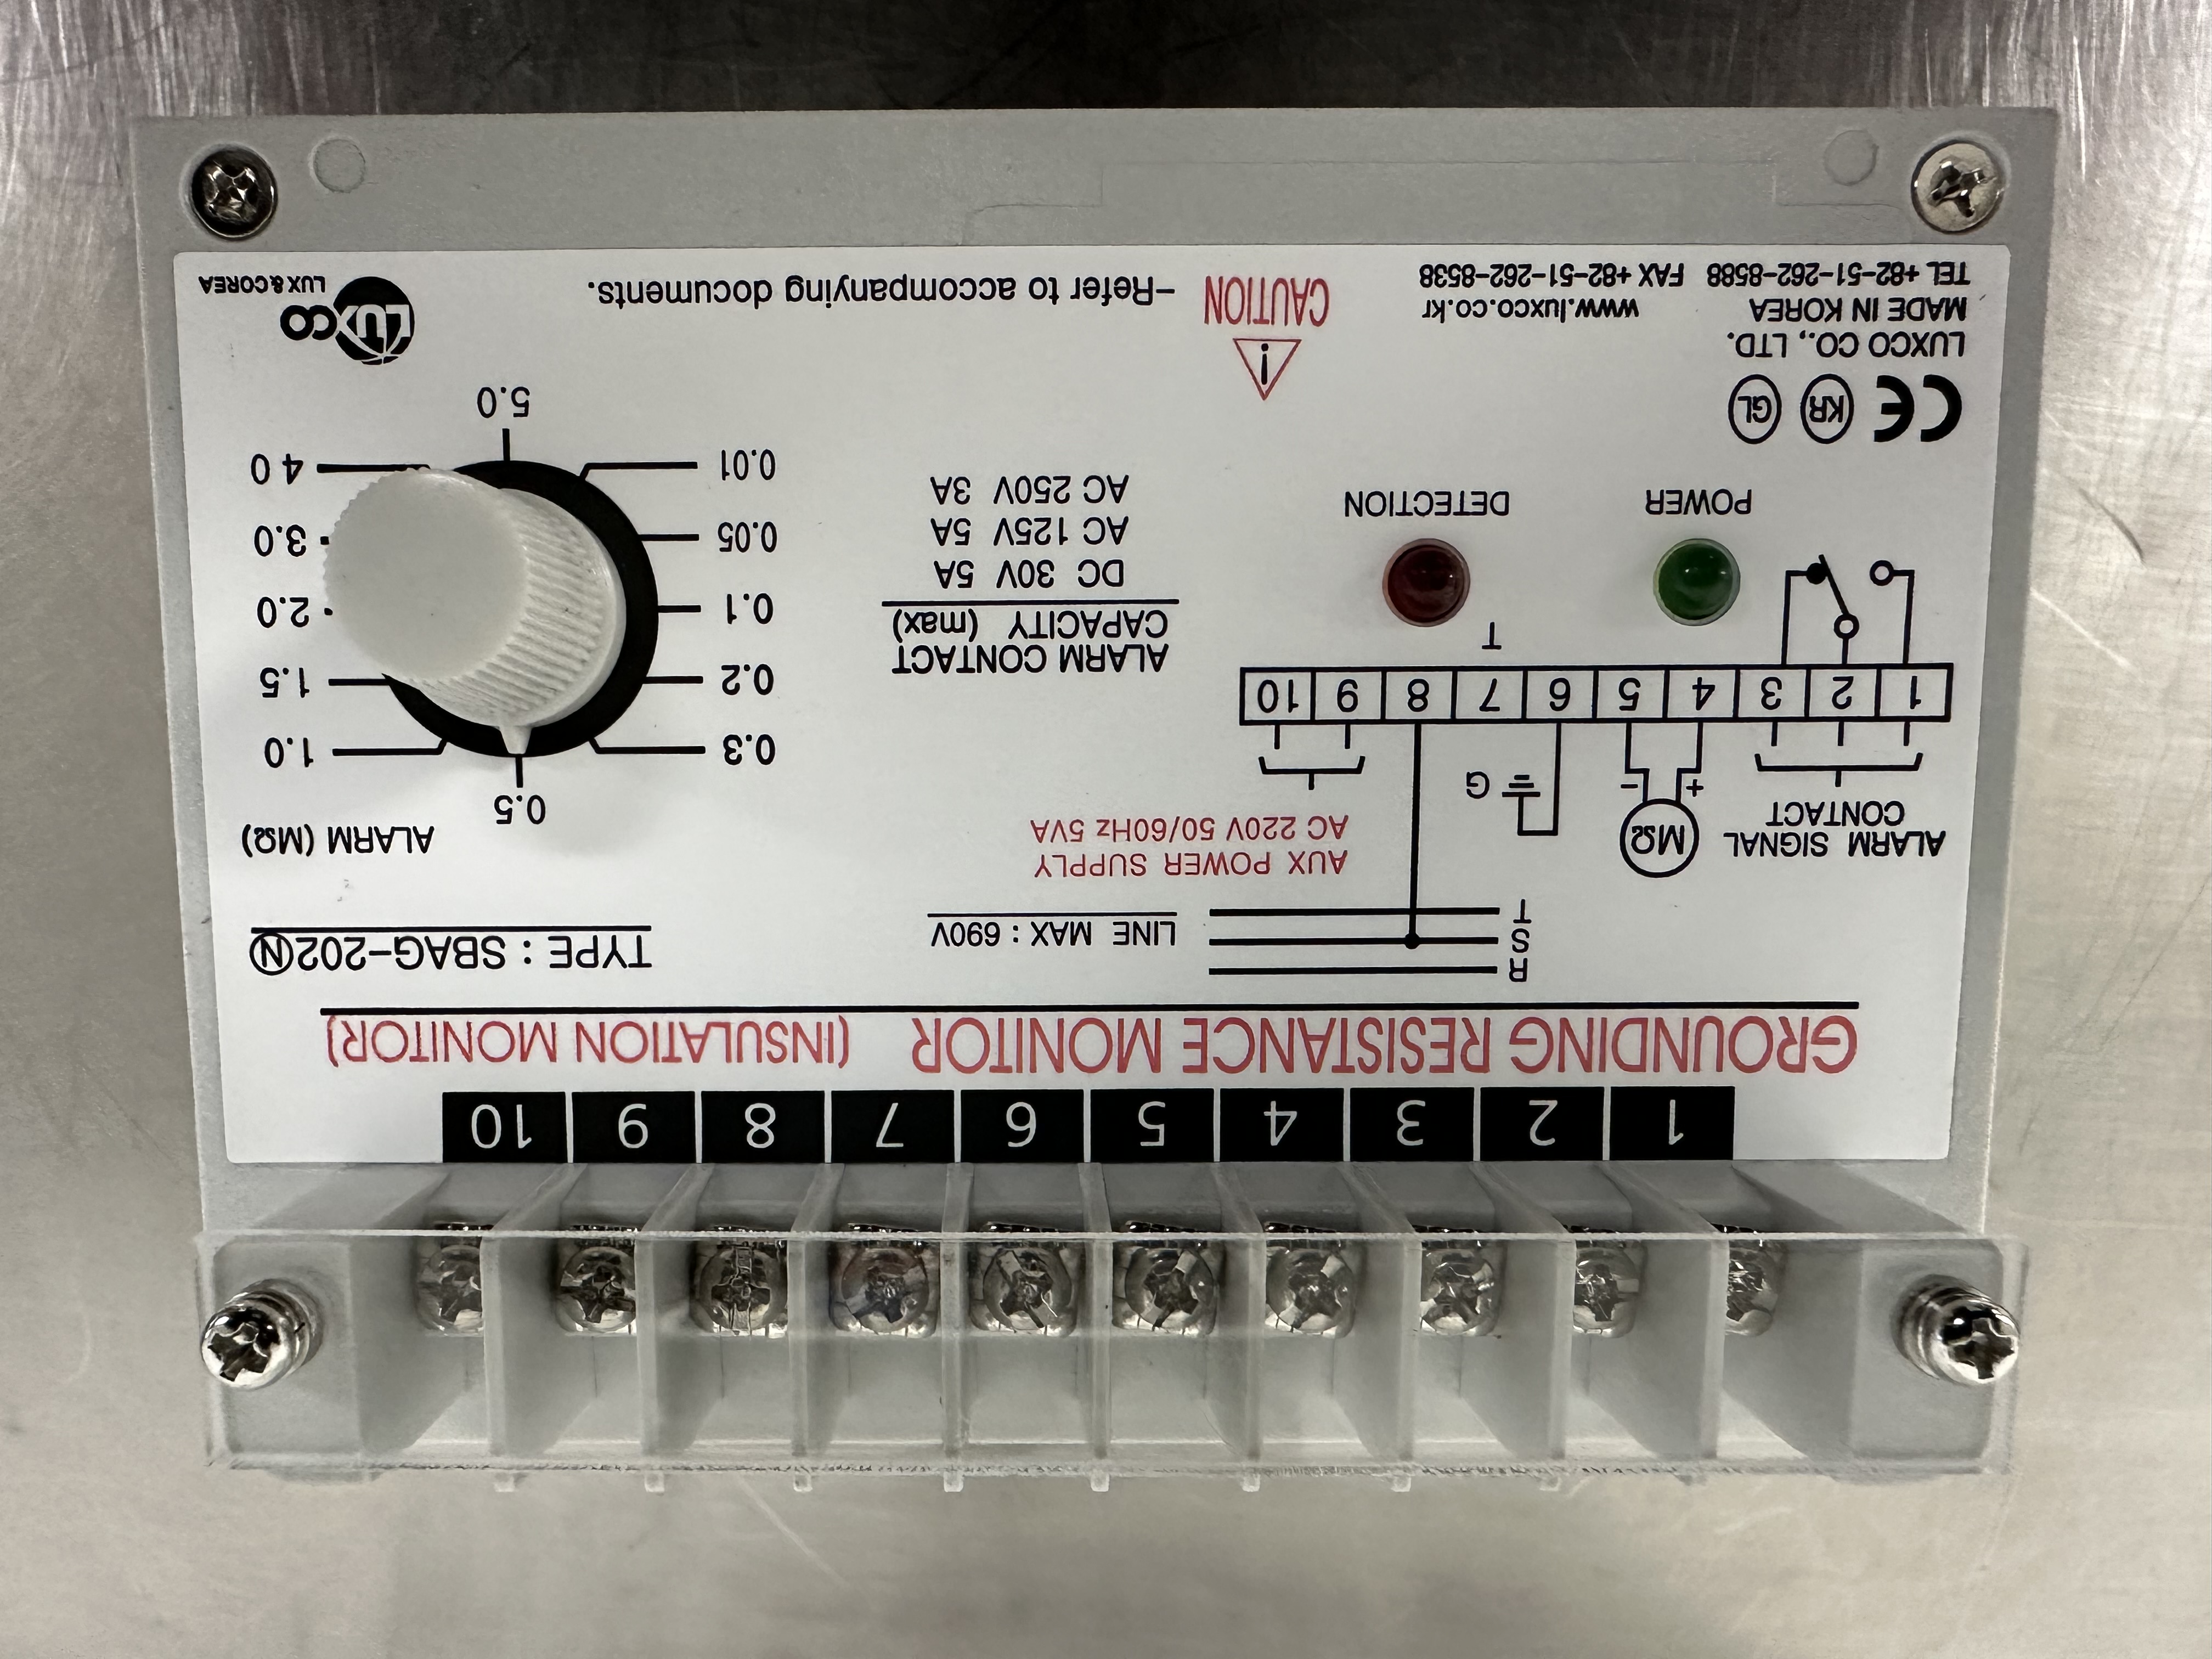 1 2 3 4 5 6 7 8 9 10
GROUNDING RESISTANCE MONITOR (INSULATION MONITOR)
R
S
T
LINE MAX : 690V
TYPE : SBAG-202Ⓝ
ALARM SIGNAL
CONTACT
MΩ
+ -
G
AUX POWER SUPPLY
AC 220V 50/60Hz 5VA
1 2 3 4 5 6 7 8 9 10
T
POWER
DETECTION
ALARM CONTACT
CAPACITY (max)
DC 30V 5A
AC 125V 5A
AC 250V 3A
ALARM (MΩ)
0.5
0.3 1.0
0.2 1.5
0.1 2.0
0.05 3.0
0.01 4 0
5.0
CE KR GL
LUXCO CO., LTD.
MADE IN KOREA www.luxco.co.kr
TEL +82-51-262-8588 FAX +82-51-262-8538
!
CAUTION -Refer to accompanying documents.
LUXCO
LUX & COREA